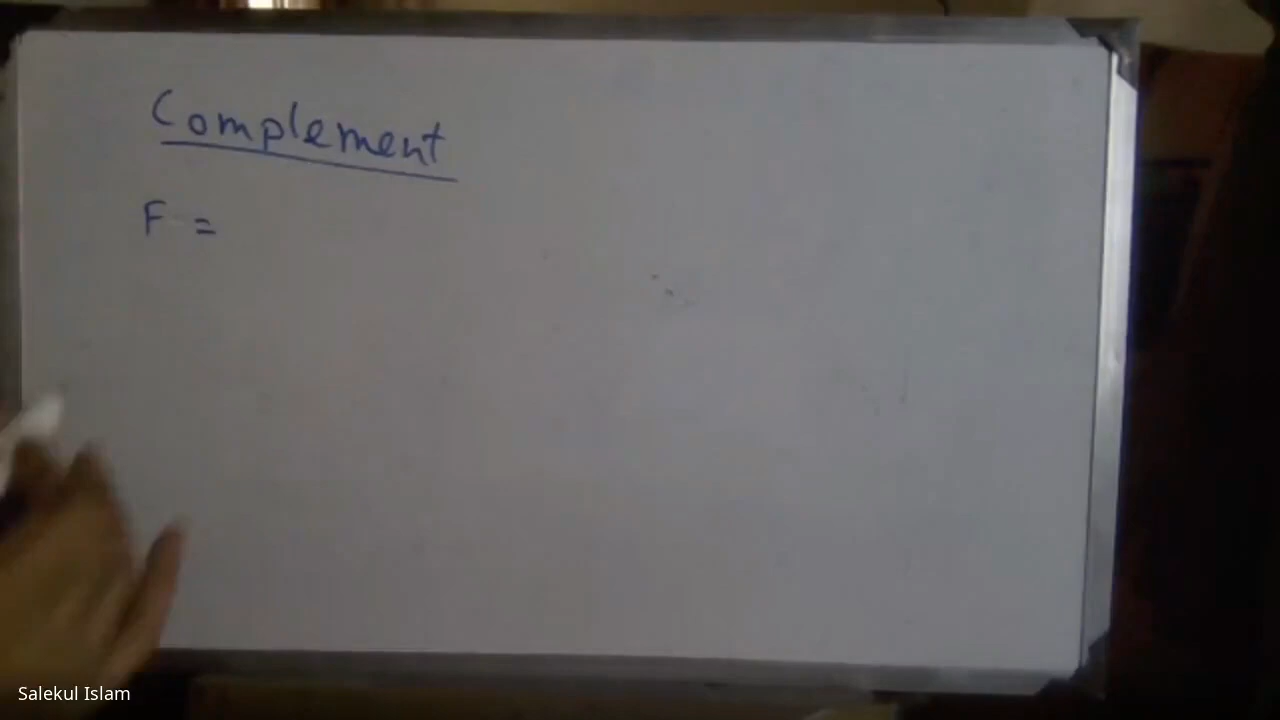 Complement
F =
Salekul Islam